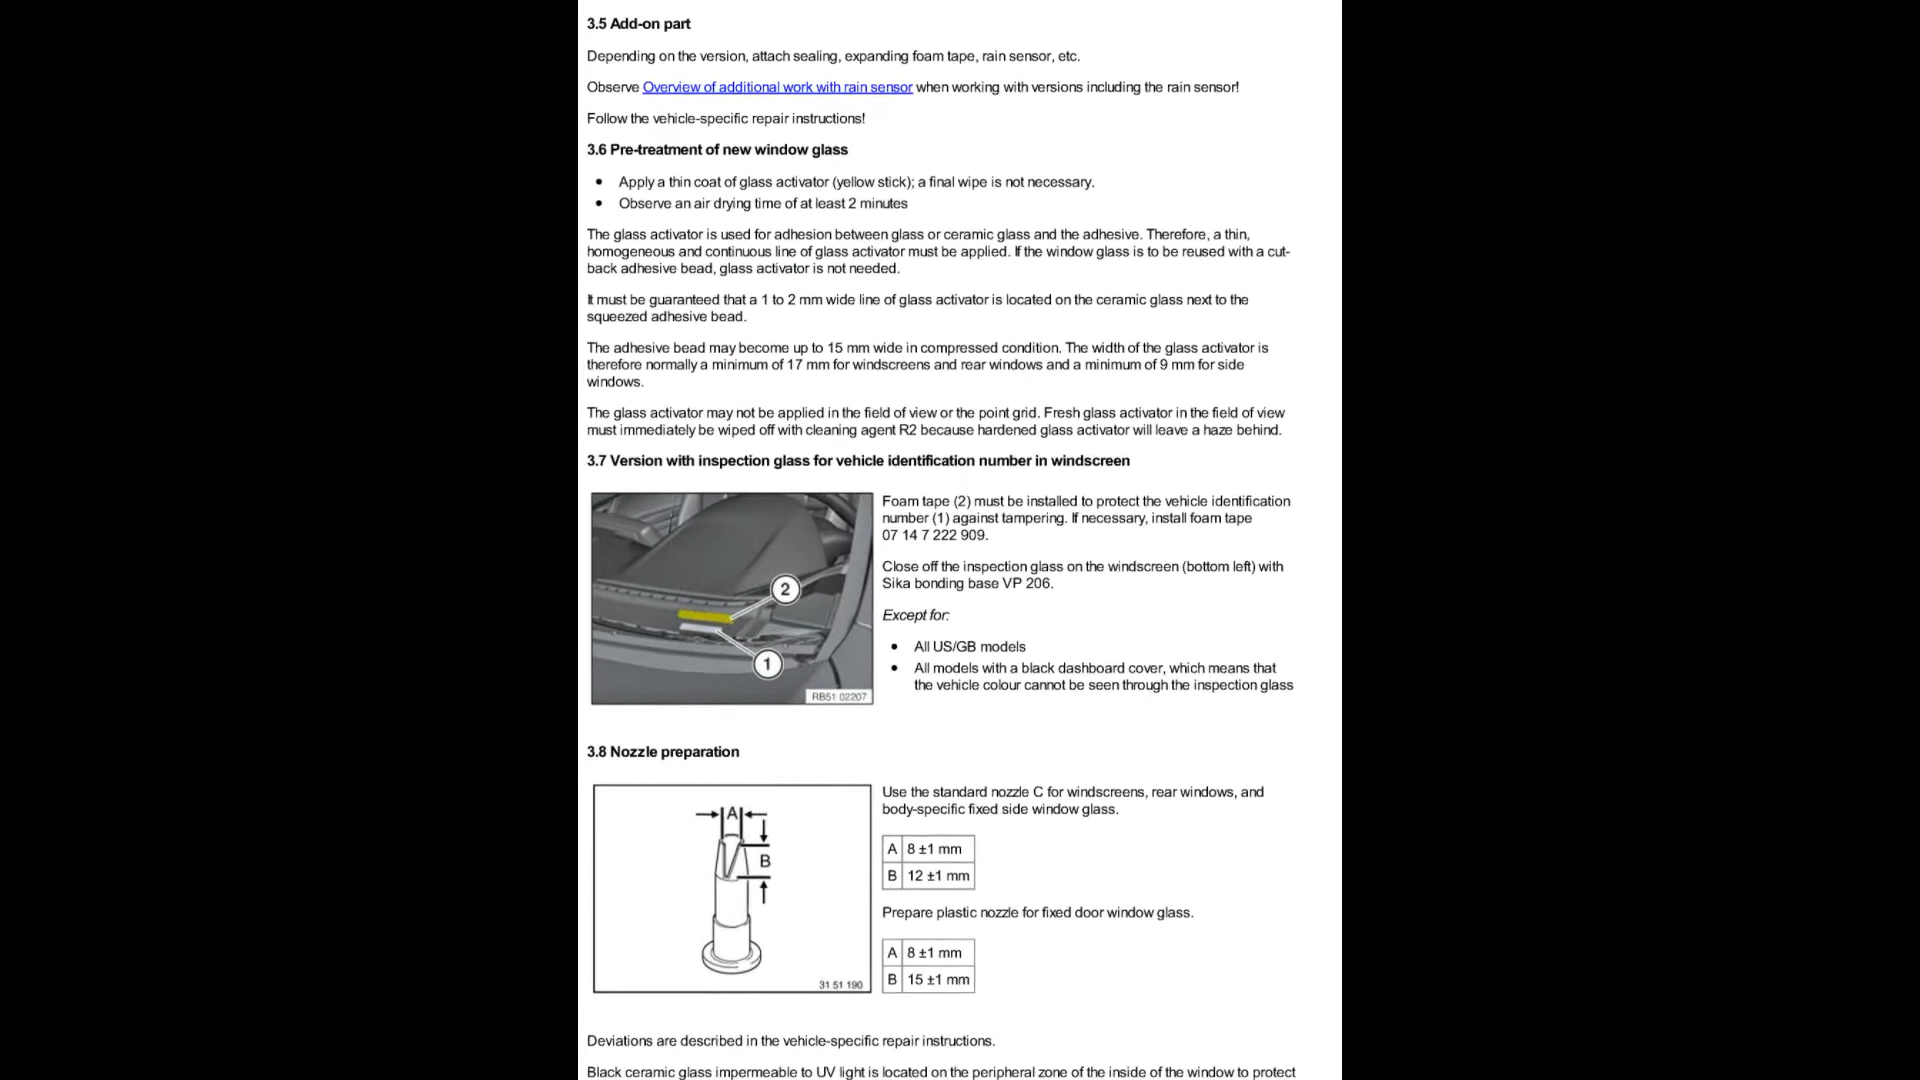 3.5 Add-on part
Depending on the version, attach sealing, expanding foam tape, rain sensor, etc.
Observe Overview of additional work with rain sensor when working with versions including the rain sensor!
Follow the vehicle-specific repair instructions!
3.6 Pre-treatment of new window glass
• Apply a thin coat of glass activator (yellow stick); a final wipe is not necessary.
• Observe an air drying time of at least 2 minutes
The glass activator is used for adhesion between glass or ceramic glass and the adhesive. Therefore, a thin,
homogeneous and continuous line of glass activator must be applied. If the window glass is to be reused with a cut-
back adhesive bead, glass activator is not needed.
It must be guaranteed that a 1 to 2 mm wide line of glass activator is located on the ceramic glass next to the
squeezed adhesive bead.
The adhesive bead may become up to 15 mm wide in compressed condition. The width of the glass activator is
therefore normally a minimum of 17 mm for windscreens and rear windows and a minimum of 9 mm for side
windows.
The glass activator may not be applied in the field of view or the point grid. Fresh glass activator in the field of view
must immediately be wiped off with cleaning agent R2 because hardened glass activator will leave a haze behind.
3.7 Version with inspection glass for vehicle identification number in windscreen
2
1
RB51 02207
Foam tape (2) must be installed to protect the vehicle identification
number (1) against tampering. If necessary, install foam tape
07 14 7 222 909.
Close off the inspection glass on the windscreen (bottom left) with
Sika bonding base VP 206.
Except for:
• All US/GB models
• All models with a black dashboard cover, which means that
the vehicle colour cannot be seen through the inspection glass
3.8 Nozzle preparation
A
B
31 51 190
Use the standard nozzle C for windscreens, rear windows, and
body-specific fixed side window glass.
A 8 ±1 mm
B 12 ±1 mm
Prepare plastic nozzle for fixed door window glass.
A 8 ±1 mm
B 15 ±1 mm
Deviations are described in the vehicle-specific repair instructions.
Black ceramic glass impermeable to UV light is located on the peripheral zone of the inside of the window to protect